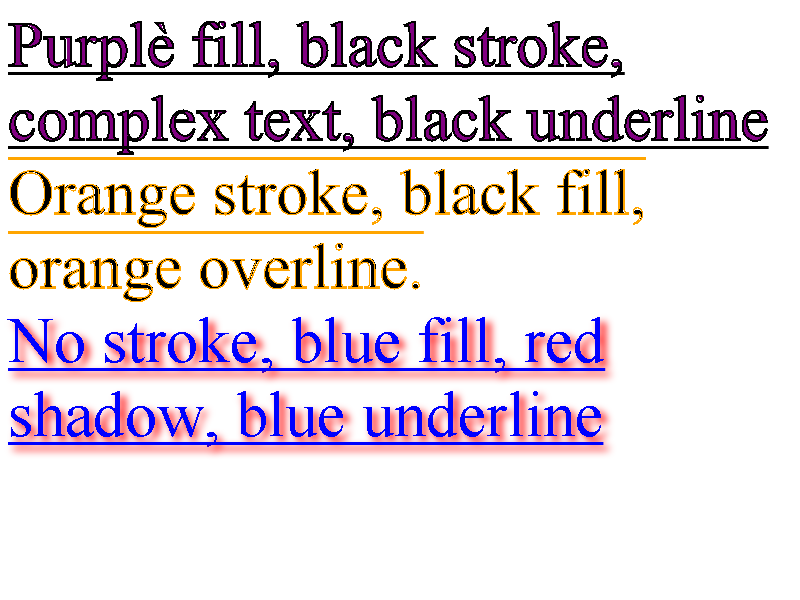 Purplè fill, black stroke,
complex text, black underline
Orange stroke, black fill,
orange overline.
No stroke, blue fill, red
shadow, blue underline